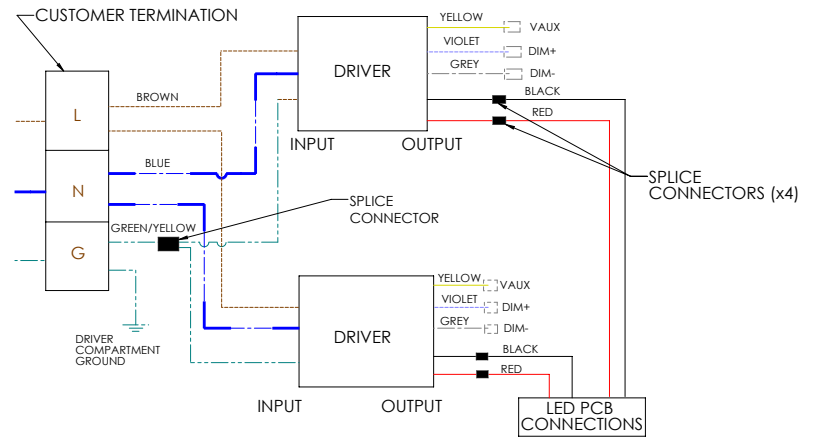 CUSTOMER TERMINATION
YELLOW
VAUX
VIOLET
DIM+
GREY
DIM-
DRIVER
BLACK
BROWN
RED
L
INPUT
OUTPUT
BLUE
SPLICE
CONNECTORS (x4)
N
SPLICE
CONNECTOR
GREEN/YELLOW
G
YELLOW
VAUX
VIOLET
DIM+
GREY
DIM-
DRIVER
DRIVER
COMPARTMENT
GROUND
BLACK
RED
INPUT
OUTPUT
LED PCB
CONNECTIONS